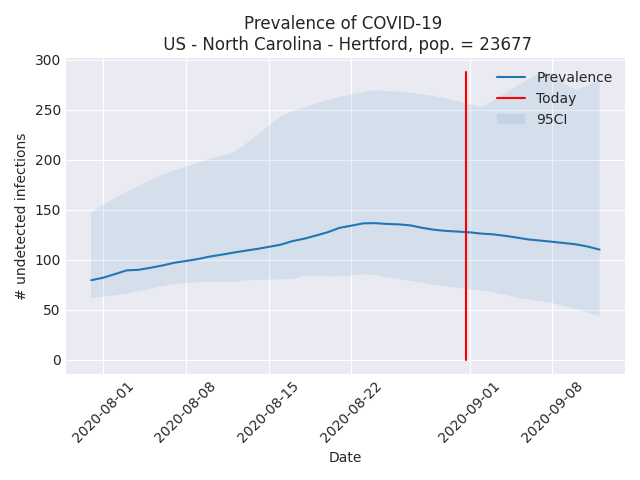 Prevalence of COVID-19
US - North Carolina - Hertford, pop. = 23677
300
250
200
150
100
50
0
# undetected infections
Prevalence
Today
95CI
2020-08-01
2020-08-08
2020-08-15
2020-08-22
2020-09-01
2020-09-08
Date